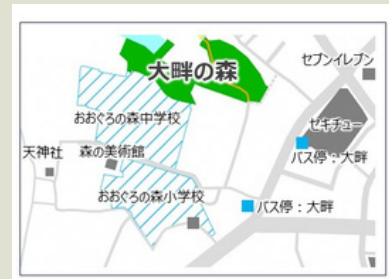 大畔の森
セブンイレブン
おおぐろの森中学校
セキチュー
天神社
森の美術館
バス停：大畔
おおぐろの森小学校
バス停：大畔